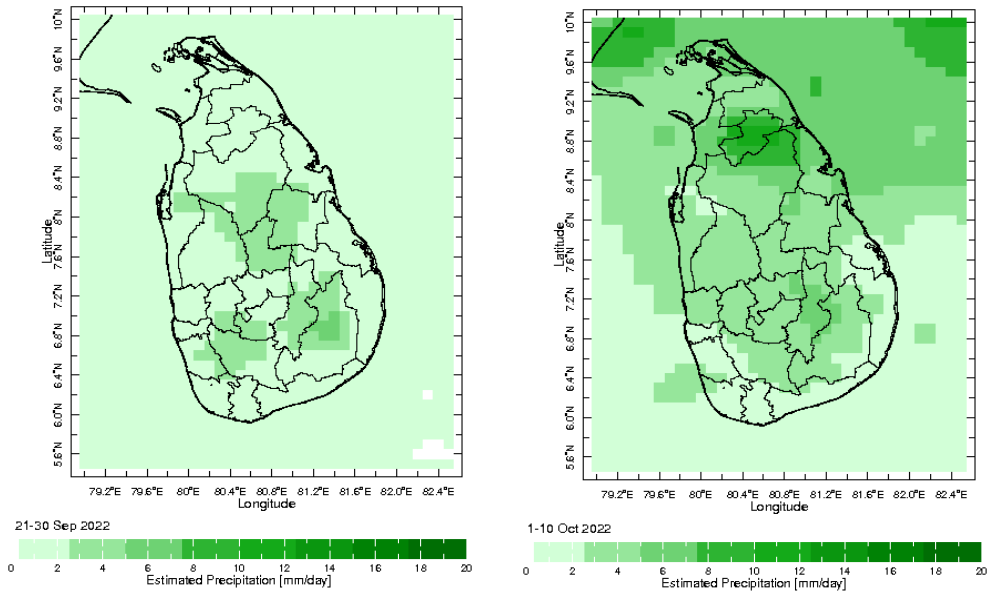 10°N
9.6°N
9.2°N
8.8°N
8.4°N
8°N
7.6°N
7.2°N
6.8°N
6.4°N
6.0°N
5.6°N
Latitude
79.2°E 79.6°E 80°E 80.4°E 80.8°E 81.2°E 81.6°E 82.0°E 82.4°E
Longitude
21-30 Sep 2022
0 2 4 6 8 10 12 14 16 18 20
Estimated Precipitation [mm/day]
10°N
9.6°N
9.2°N
8.8°N
8.4°N
8°N
7.6°N
7.2°N
6.8°N
6.4°N
6.0°N
5.6°N
Latitude
79.2°E 79.6°E 80°E 80.4°E 80.8°E 81.2°E 81.6°E 82.0°E 82.4°E
Longitude
1-10 Oct 2022
0 2 4 6 8 10 12 14 16 18 20
Estimated Precipitation [mm/day]